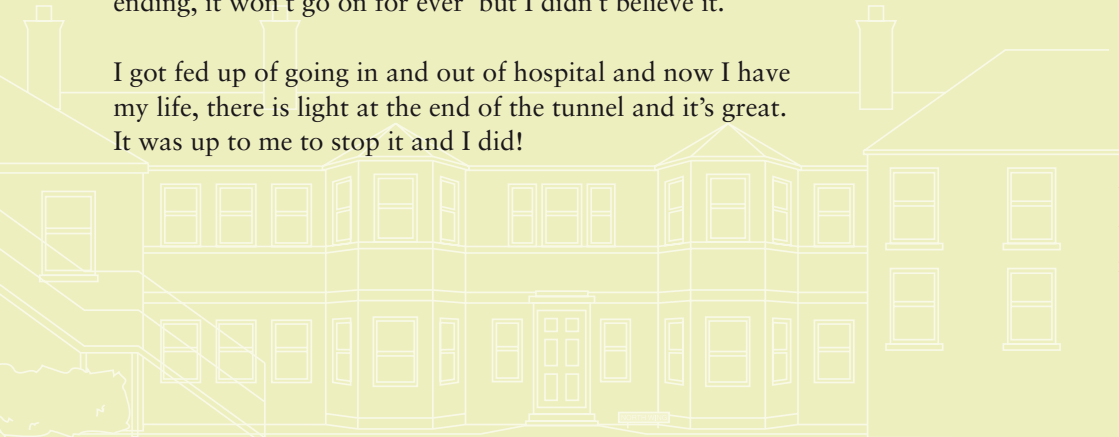 ending, it won't go on for ever’ but I didn't believe it.
I got fed up of going in and out of hospital and now I have
my life, there is light at the end of the tunnel and it’s great.
It was up to me to stop it and I did!